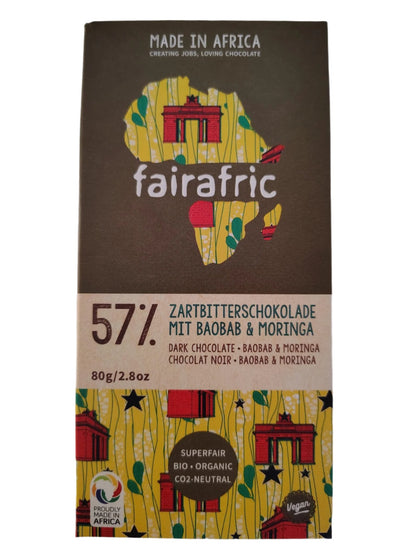 MADE IN AFRICA
CREATING JOBS, LOVING CHOCOLATE
fairafric
57%
ZARTBITTERSCHOKOLADE
MIT BAOBAB & MORINGA
DARK CHOCOLATE • BAOBAB & MORINGA
CHOCOLAT NOIR • BAOBAB & MORINGA
80g/2.8oz
SUPERFAIR
BIO • ORGANIC
CO2-NEUTRAL
PROUDLY
MADE IN
AFRICA
Vegan